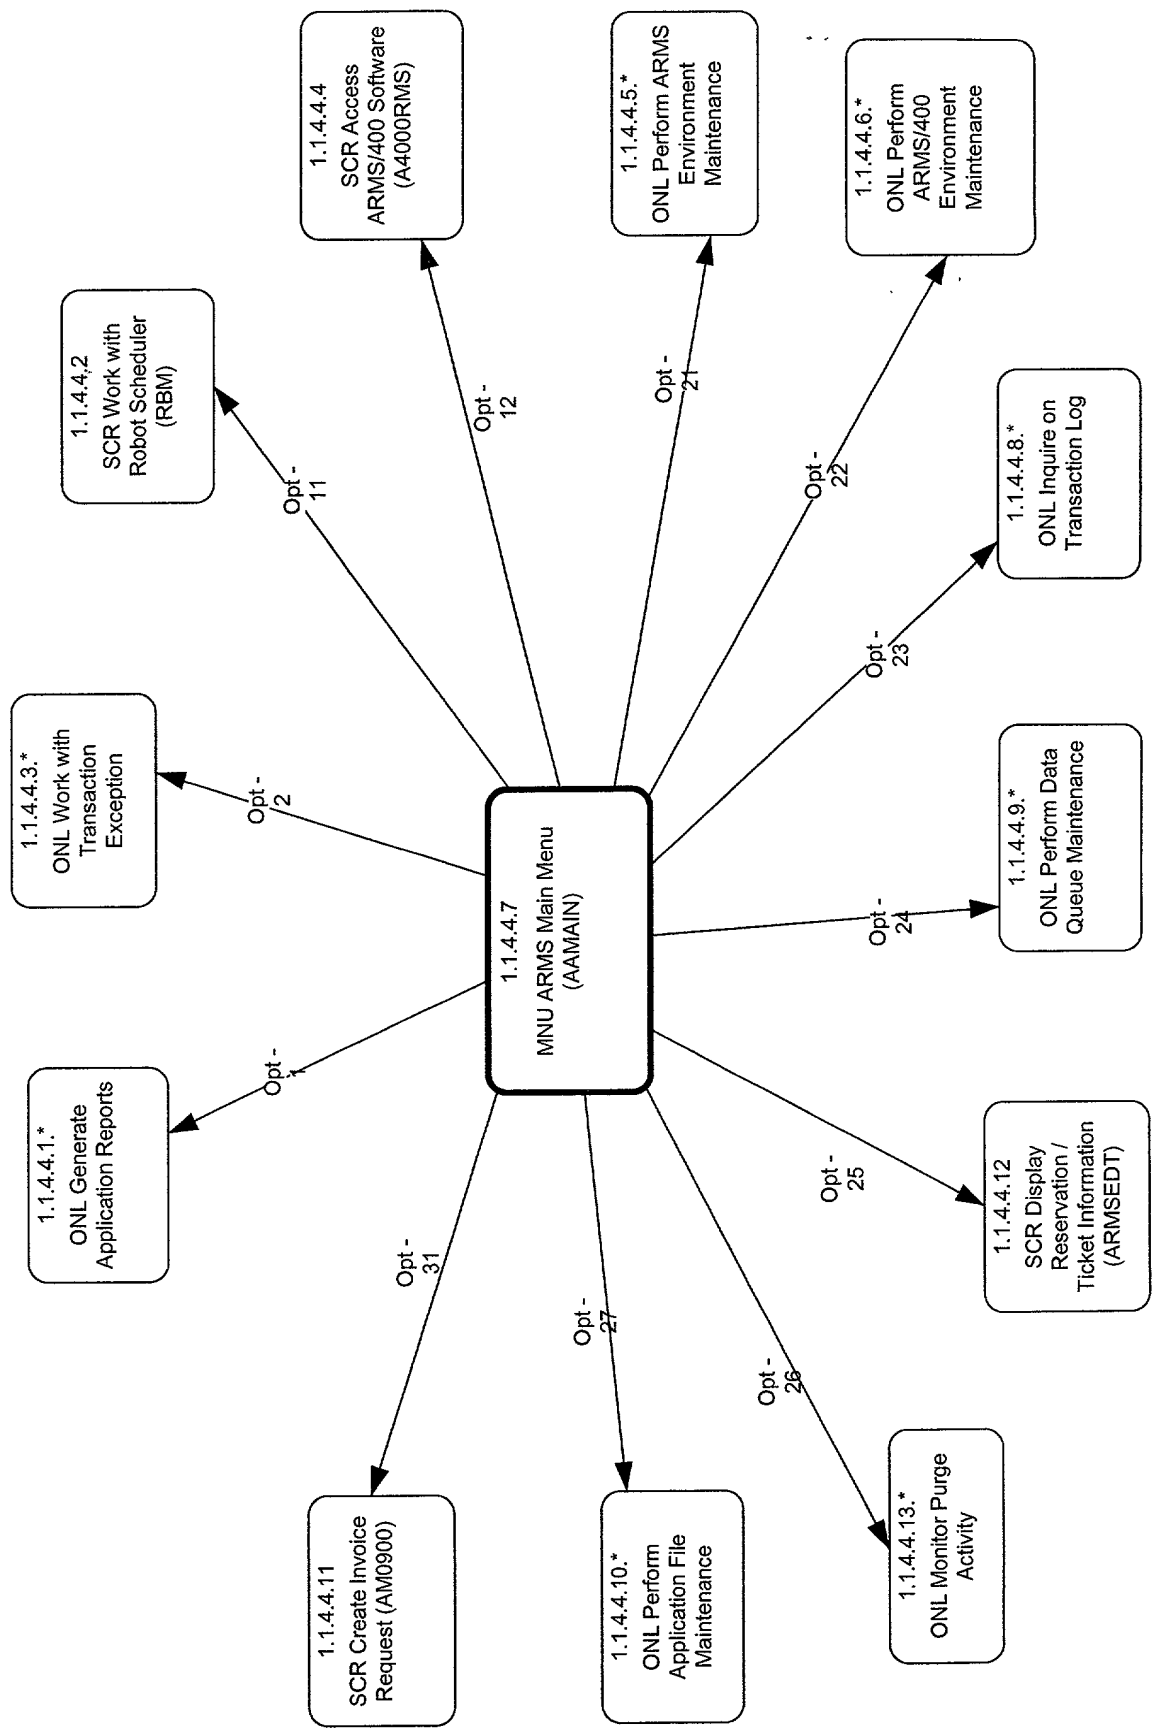 1.1.4.4.11
SCR Create Invoice
Request (AM0900)
1.1.4.4.1.*
ONL Generate
Application Reports
1.1.4.4.3.*
ONL Work with
Transaction
Exception
1.1.4.4.2
SCR Work with
Robot Scheduler
(RBM)
1.1.4.4.4
SCR Access
ARMS/400 Software
(A4000RMS)
Opt -
31
Opt -
1
Opt -
2
Opt -
11
Opt -
12
1.1.4.4.10.*
ONL Perform
Application File
Maintenance
Opt -
27
1.1.4.4.7
MNU ARMS Main Menu
(AAMAIN)
Opt -
21
1.1.4.4.5.*
ONL Perform ARMS
Environment
Maintenance
1.1.4.4.13.*
ONL Monitor Purge
Activity
Opt -
26
Opt -
25
Opt -
24
Opt -
23
Opt -
22
1.1.4.4.6.*
ONL Perform
ARMS/400
Environment
Maintenance
1.1.4.4.12
SCR Display
Reservation /
Ticket Information
(ARMSEDT)
1.1.4.4.9.*
ONL Perform Data
Queue Maintenance
1.1.4.4.8.*
ONL Inquire on
Transaction Log